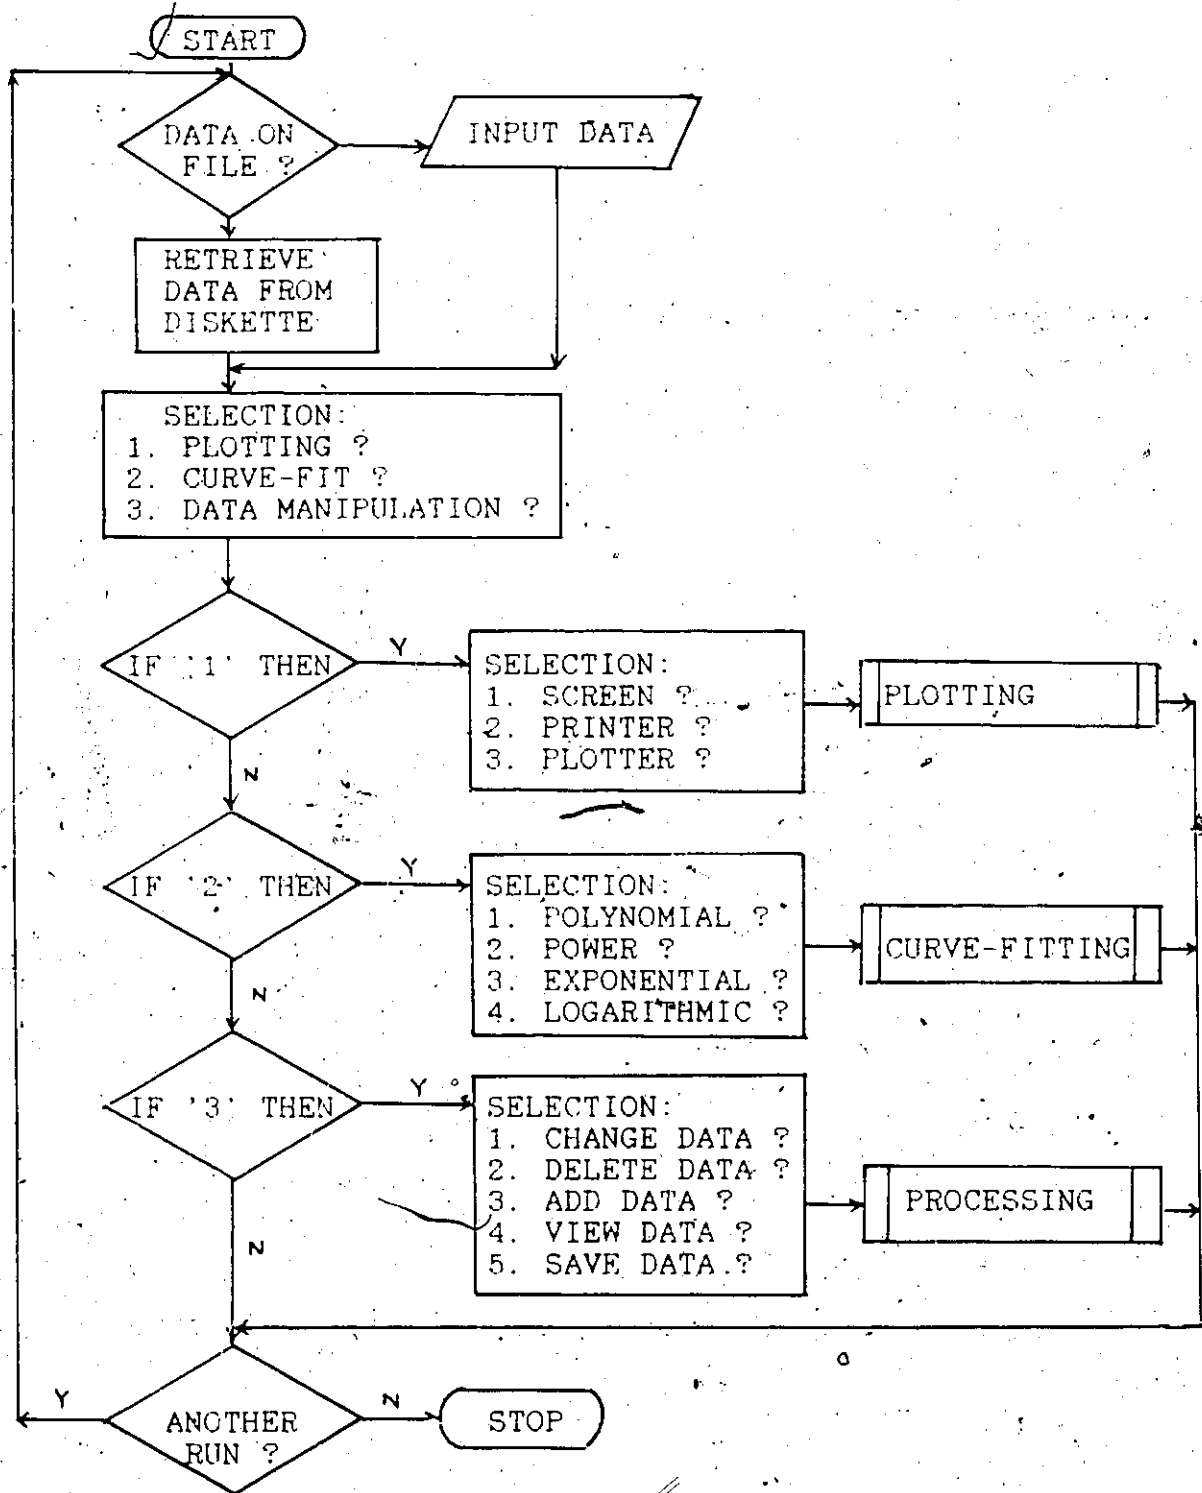 START
DATA ON
FILE ?
INPUT DATA
RETRIEVE
DATA FROM
DISKETTE
SELECTION:
1. PLOTTING ?
2. CURVE-FIT ?
3. DATA MANIPULATION ?
IF '1' THEN
Y
SELECTION:
1. SCREEN ?
2. PRINTER ?
3. PLOTTER ?
PLOTTING
N
IF '2' THEN
Y
SELECTION:
1. POLYNOMIAL ?
2. POWER ?
3. EXPONENTIAL ?
4. LOGARITHMIC ?
CURVE-FITTING
N
IF '3' THEN
Y
SELECTION:
1. CHANGE DATA ?
2. DELETE DATA ?
3. ADD DATA ?
4. VIEW DATA ?
5. SAVE DATA ?
PROCESSING
N
Y
ANOTHER
RUN ?
N
STOP